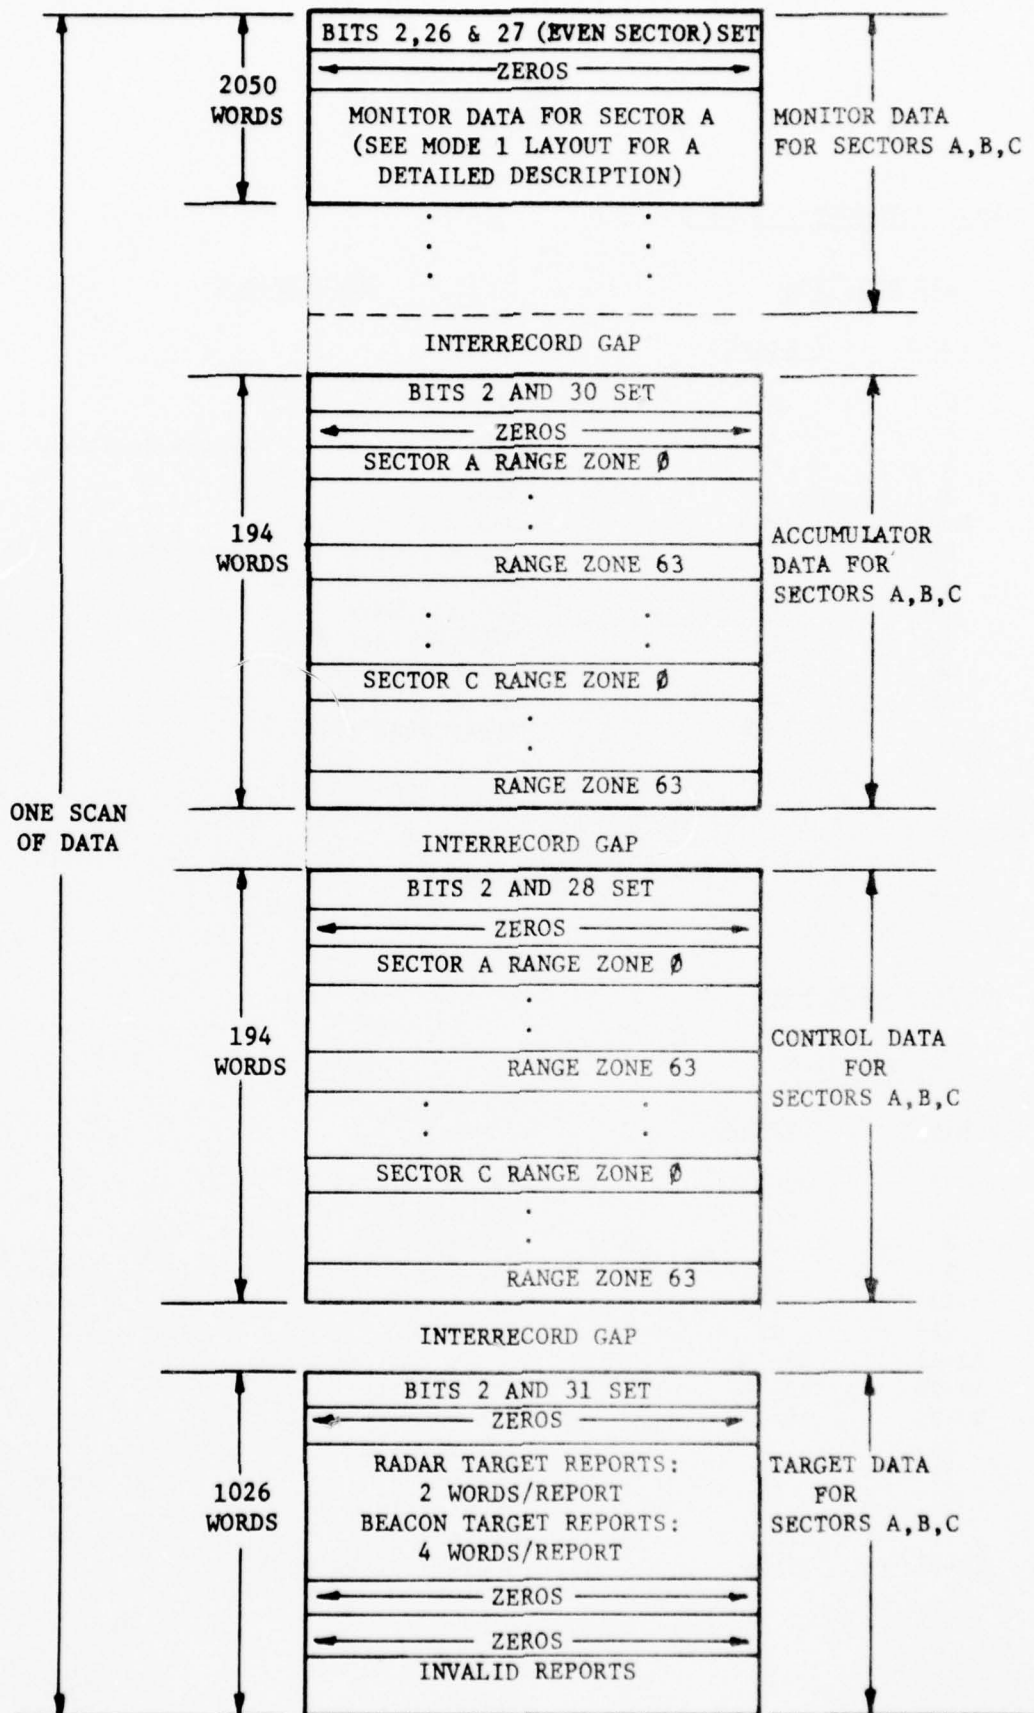 BITS 2,26 & 27 (EVEN SECTOR) SET
ZEROS
2050
WORDS
MONITOR DATA FOR SECTOR A
(SEE MODE 1 LAYOUT FOR A
DETAILED DESCRIPTION)
MONITOR DATA
FOR SECTORS A,B,C
INTERRECORD GAP
BITS 2 AND 30 SET
ZEROS
SECTOR A RANGE ZONE Ø
194
WORDS
RANGE ZONE 63
ACCUMULATOR
DATA FOR
SECTORS A,B,C
SECTOR C RANGE ZONE Ø
RANGE ZONE 63
ONE SCAN
OF DATA
INTERRECORD GAP
BITS 2 AND 28 SET
ZEROS
SECTOR A RANGE ZONE Ø
194
WORDS
RANGE ZONE 63
CONTROL DATA
FOR
SECTORS A,B,C
SECTOR C RANGE ZONE Ø
RANGE ZONE 63
INTERRECORD GAP
BITS 2 AND 31 SET
ZEROS
1026
WORDS
RADAR TARGET REPORTS:
2 WORDS/REPORT
BEACON TARGET REPORTS:
4 WORDS/REPORT
TARGET DATA
FOR
SECTORS A,B,C
ZEROS
ZEROS
INVALID REPORTS